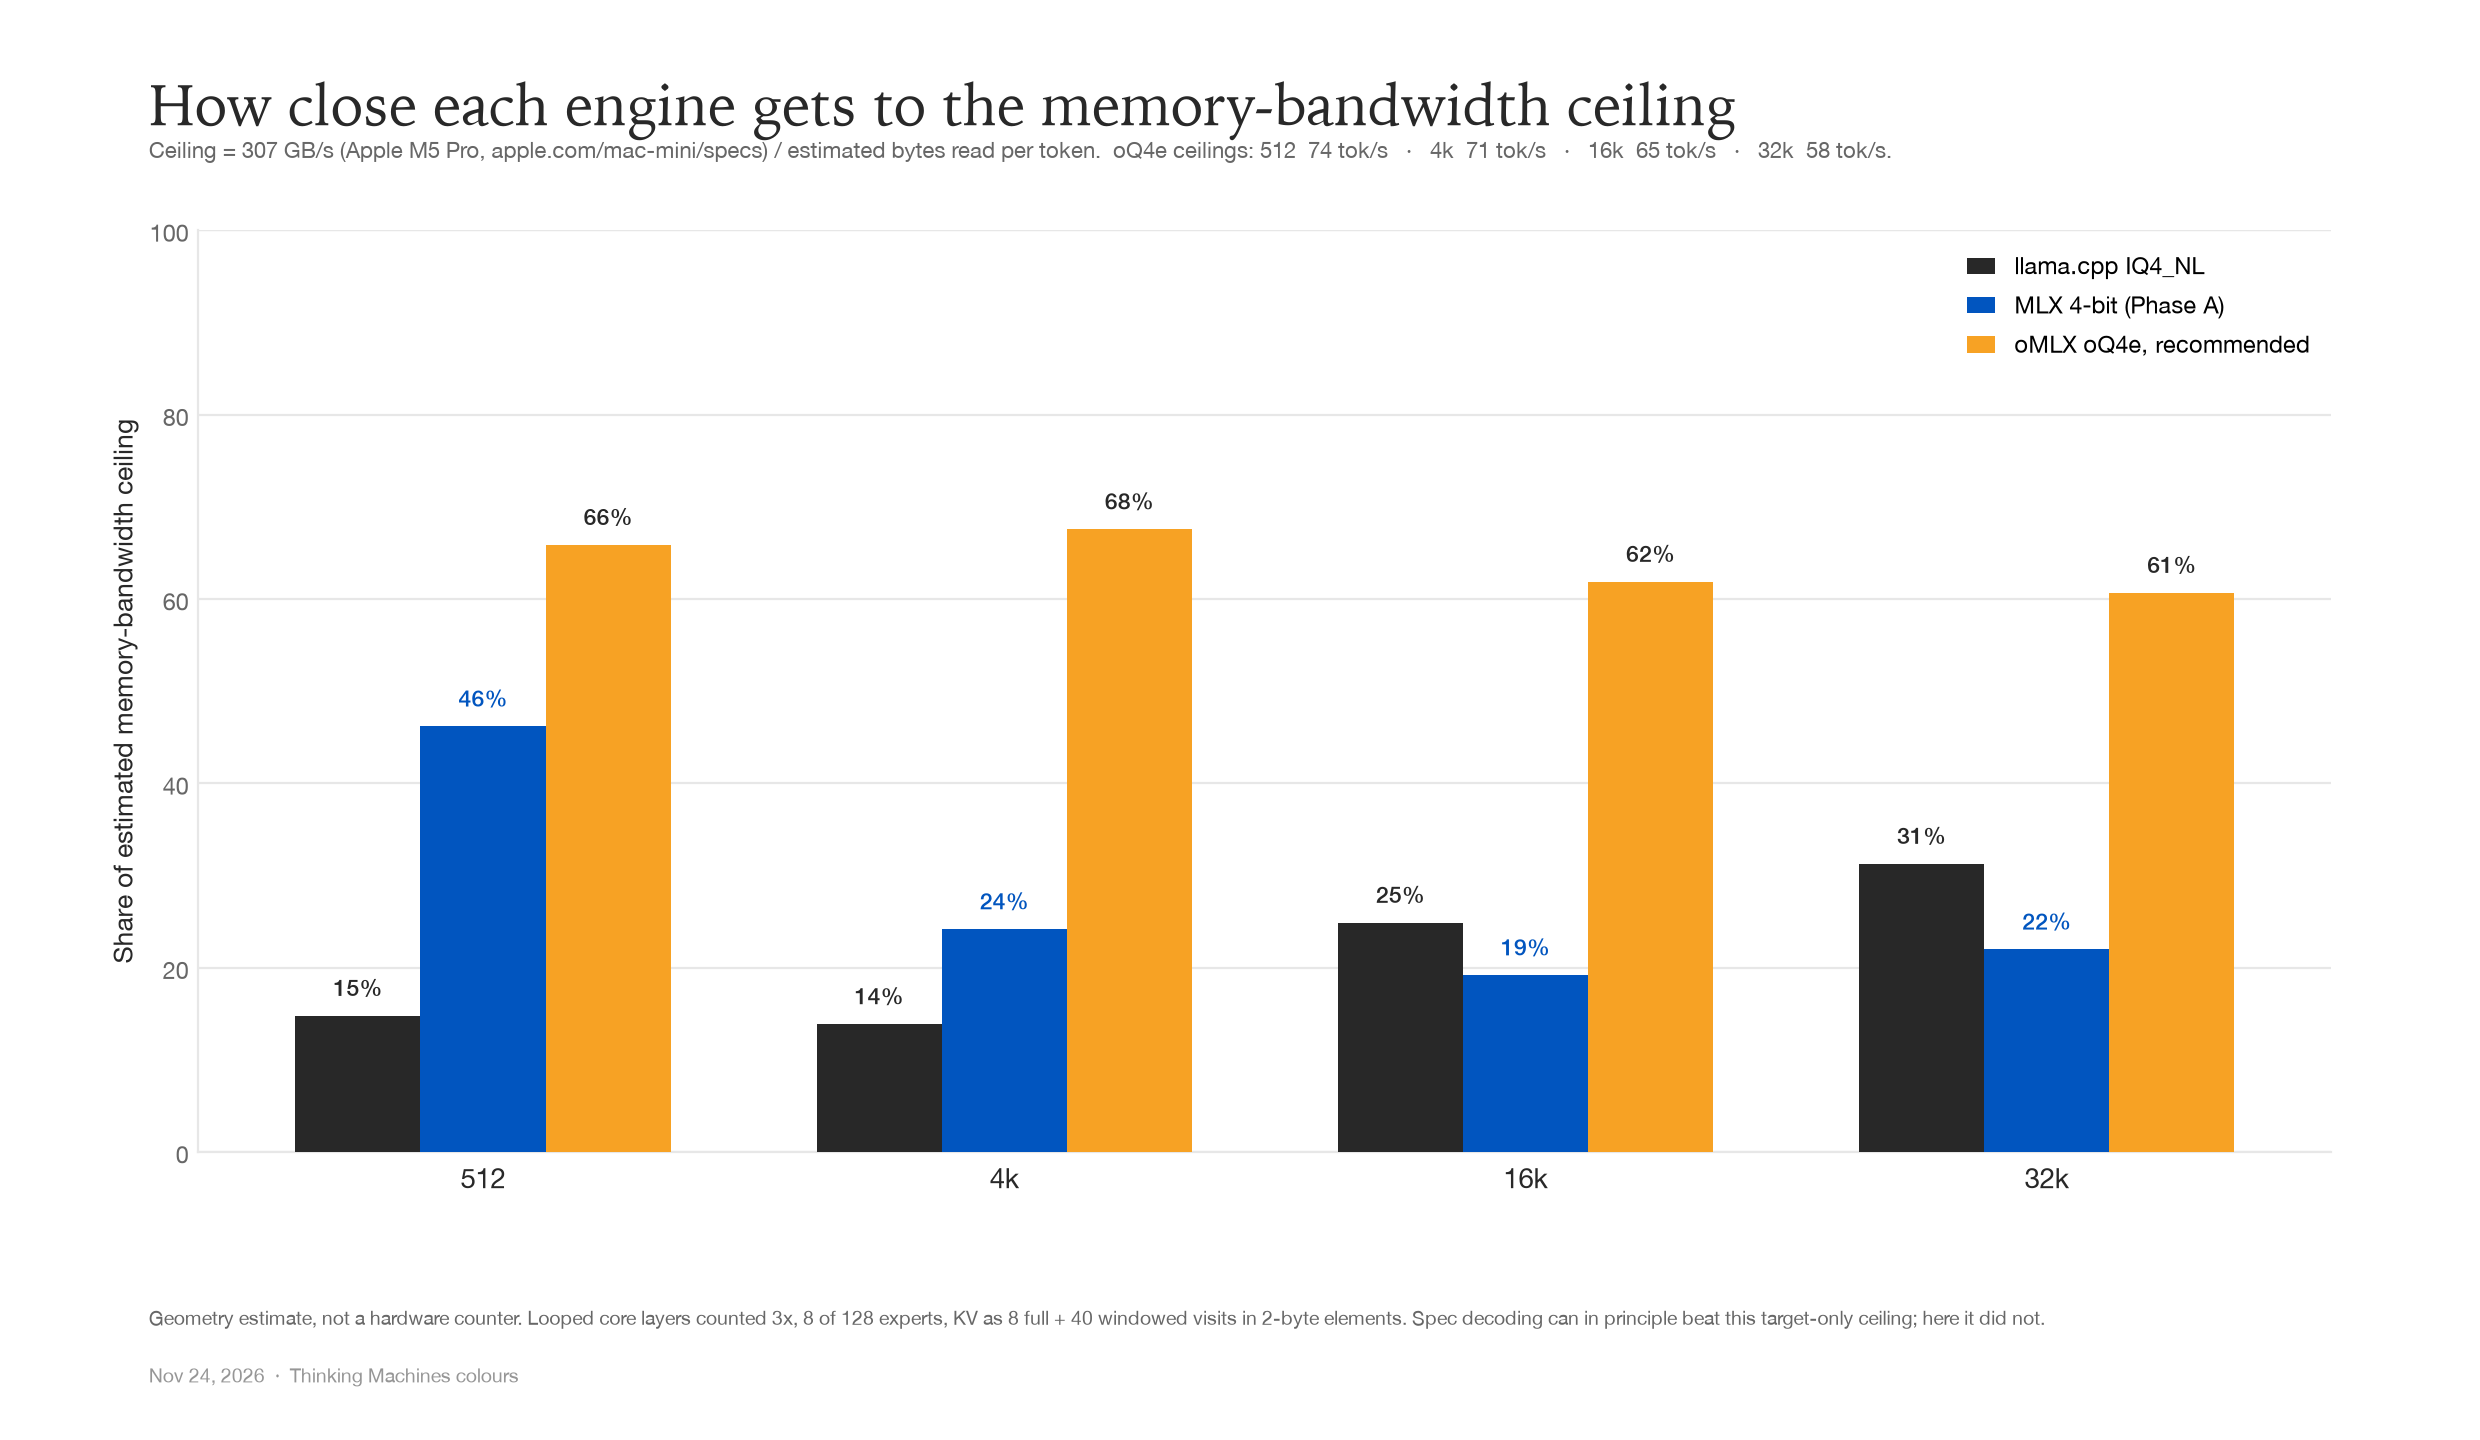 How close each engine gets to the memory-bandwidth ceiling
Ceiling = 307 GB/s (Apple M5 Pro, apple.com/mac-mini/specs) / estimated bytes read per token.  oQ4e ceilings: 512  74 tok/s  ·  4k  71 tok/s  ·  16k  65 tok/s  ·  32k  58 tok/s.
Share of estimated memory-bandwidth ceiling
100
80
60
40
20
0
llama.cpp IQ4_NL
MLX 4-bit (Phase A)
oMLX oQ4e, recommended
15%
46%
66%
14%
24%
68%
25%
19%
62%
31%
22%
61%
512
4k
16k
32k
Geometry estimate, not a hardware counter. Looped core layers counted 3x, 8 of 128 experts, KV as 8 full + 40 windowed visits in 2-byte elements. Spec decoding can in principle beat this target-only ceiling; here it did not.
Nov 24, 2026  ·  Thinking Machines colours